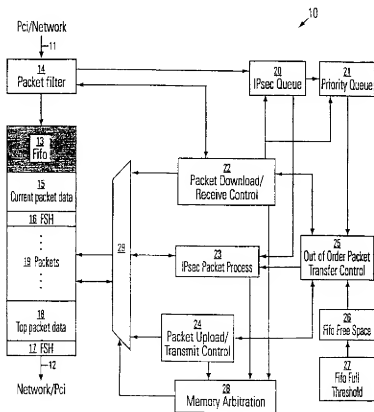 10
Pci/Network
11
14
Packet filter
20
IPsec Queue
21
Priority Queue
13
Fifo
15
Current packet data
16 FSH
19 Packets
18
Top packet data
17 FSH
12
Network/Pci
22
Packet Download/
Receive Control
29
23
IPsec Packet Process
25
Out of Order Packet
Transfer Control
24
Packet Upload/
Transmit Control
26
Fifo Free Space
28
Memory Arbitration
27
Fifo Full
Threshold